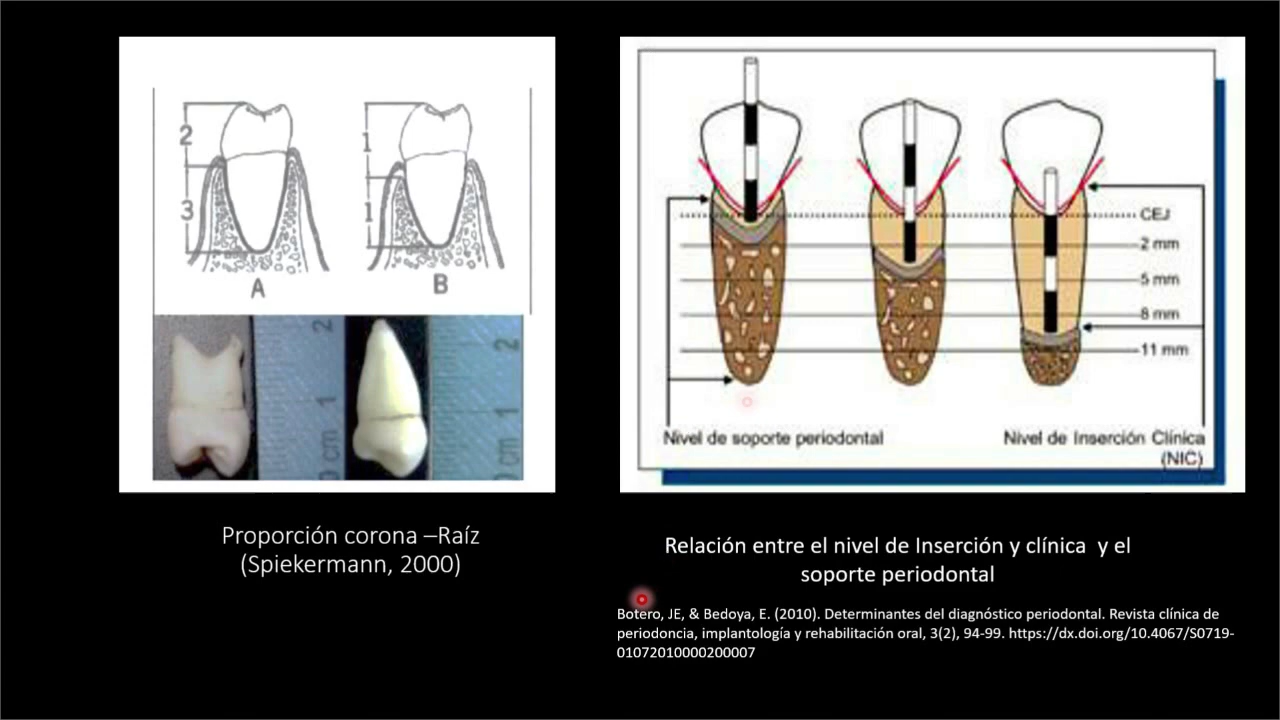 2
3
A
1
1
B
2
1
0 cm
2
1
0 cm
CEJ
2 mm
5 mm
8 mm
11 mm
Nivel de soporte periodontal
Nivel de Inserción Clínica
(NIC)
Proporción corona –Raíz
(Spiekermann, 2000)
Relación entre el nivel de Inserción y clínica  y el
soporte periodontal
Botero, JE, & Bedoya, E. (2010). Determinantes del diagnóstico periodontal. Revista clínica de
periodoncia, implantología y rehabilitación oral, 3(2), 94-99. https://dx.doi.org/10.4067/S0719-
01072010000200007